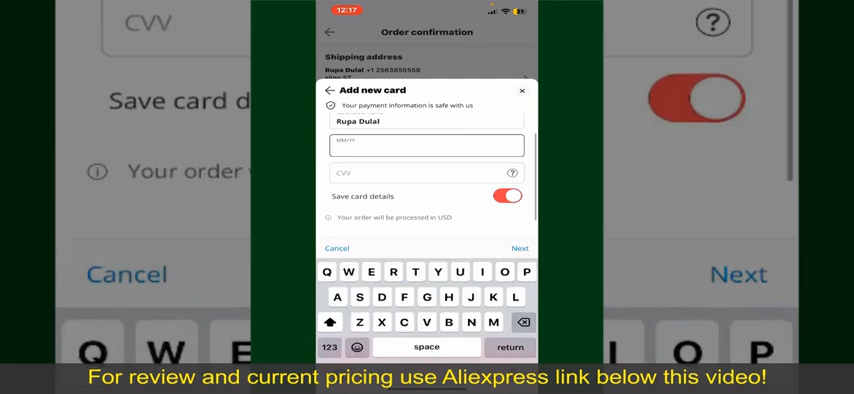 12:17
Order confirmation
Shipping address
Rupa Dulal +1 2563855558
Add new card
Your payment information is safe with us
Rupa Dulal
MM/YY
CVV
?
Save card details
Your order will be processed in USD
Cancel
Next
Q W E R T Y U I O P
A S D F G H J K L
Z X C V B N M
123
space
return
CVV
?
Save card d
Your order
Cancel
Next
Q W E
O P
For review and current pricing use Aliexpress link below this video!